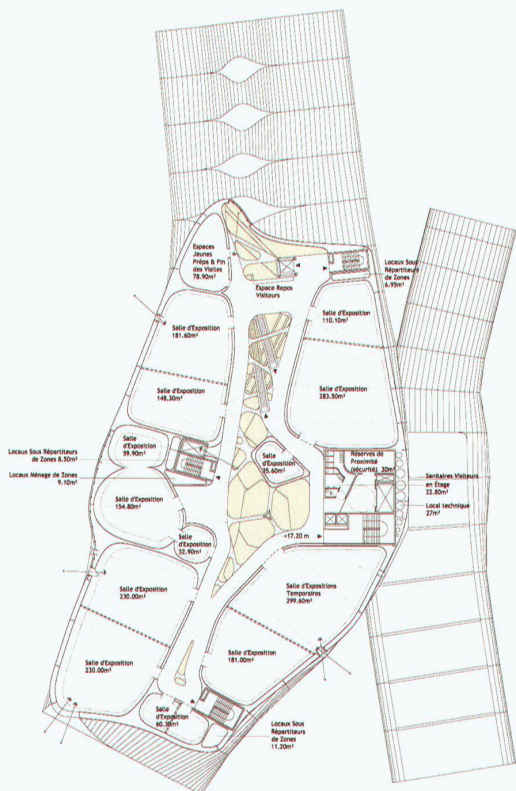 Espaces
Jeunes
Prépa & Fin
des Visites
78.90m²
Espace Repos
Visiteurs
Locaux Sous
Répartiteurs
de Zones
6.95m²
Salle d'Exposition
181.60m²
Salle d'Exposition
110.10m²
Salle d'Exposition
148.30m²
Salle d'Exposition
283.50m²
Salle
d'Exposition
59.90m²
Locaux Sous Répartiteurs
de Zones 8.50m²
Locaux Ménage de Zones
9.10m²
Salle
d'Exposition
35.60m²
Réserves de
Proximité
(sécurité) 30m²
Sanitaires Visiteurs
en Étage
22.80m²
Local technique
27m²
Salle d'Exposition
154.80m²
Salle
d'Exposition
32.90m²
+17.20 m
Salle d'Exposition
230.00m²
Salle d'Expositions
Temporaires
299.60m²
Salle d'Exposition
230.00m²
Salle d'Exposition
181.00m²
Salle
d'Exposition
60.30m²
Locaux Sous
Répartiteurs
de Zones
11.20m²